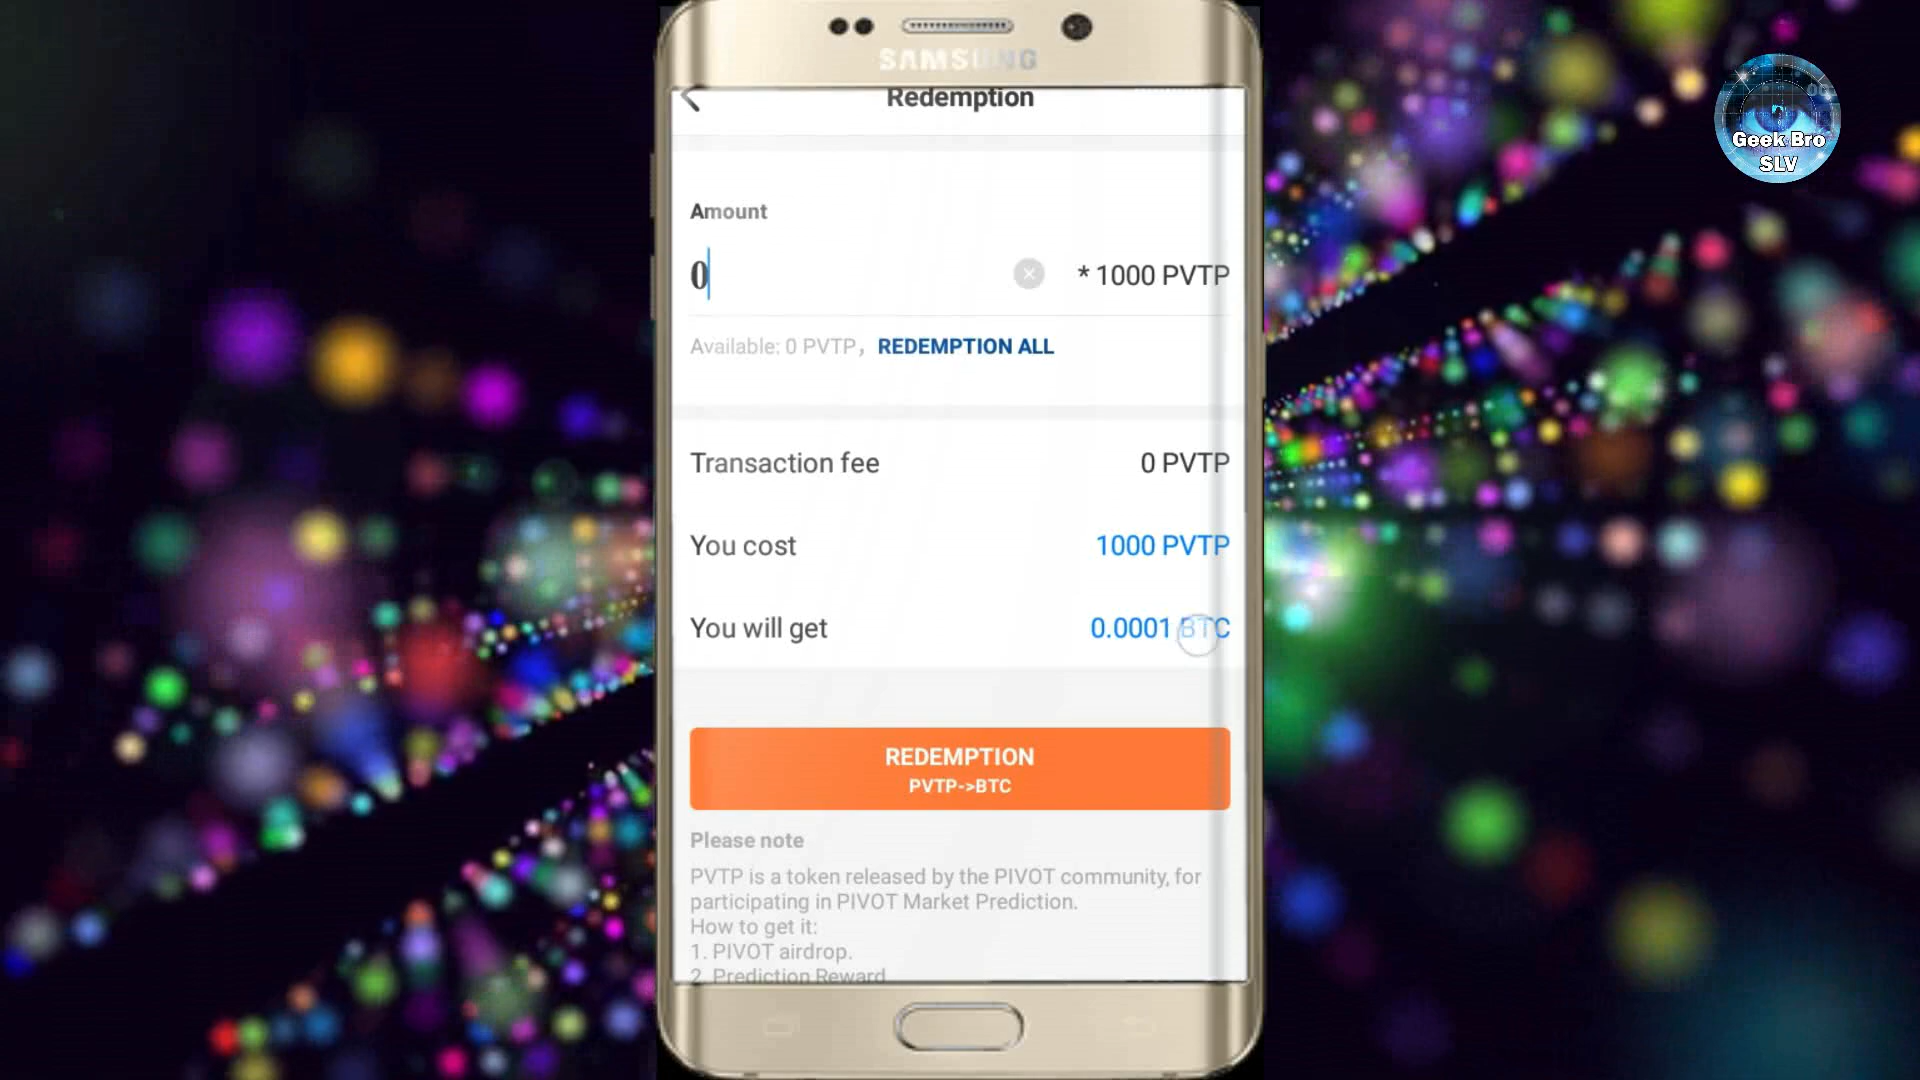 SAMSUNG
Redemption
Geek Bro
SLV
Amount
0 * 1000 PVTP
Available: 0 PVTP, REDEMPTION ALL
Transaction fee 0 PVTP
You cost 1000 PVTP
You will get 0.0001 BTC
REDEMPTION
PVTP->BTC
Please note
PVTP is a token released by the PIVOT community, for
participating in PIVOT Market Prediction.
How to get it:
1. PIVOT airdrop.
2. Prediction Reward